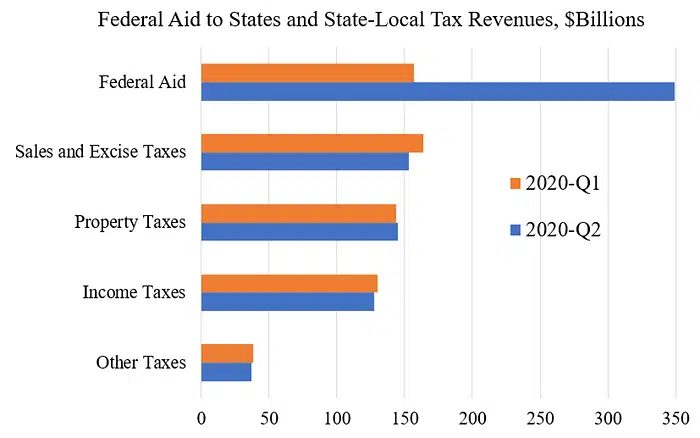 Federal Aid to States and State-Local Tax Revenues, $Billions
Federal Aid
Sales and Excise Taxes
2020-Q1
Property Taxes
2020-Q2
Income Taxes
Other Taxes
0 50 100 150 200 250 300 350